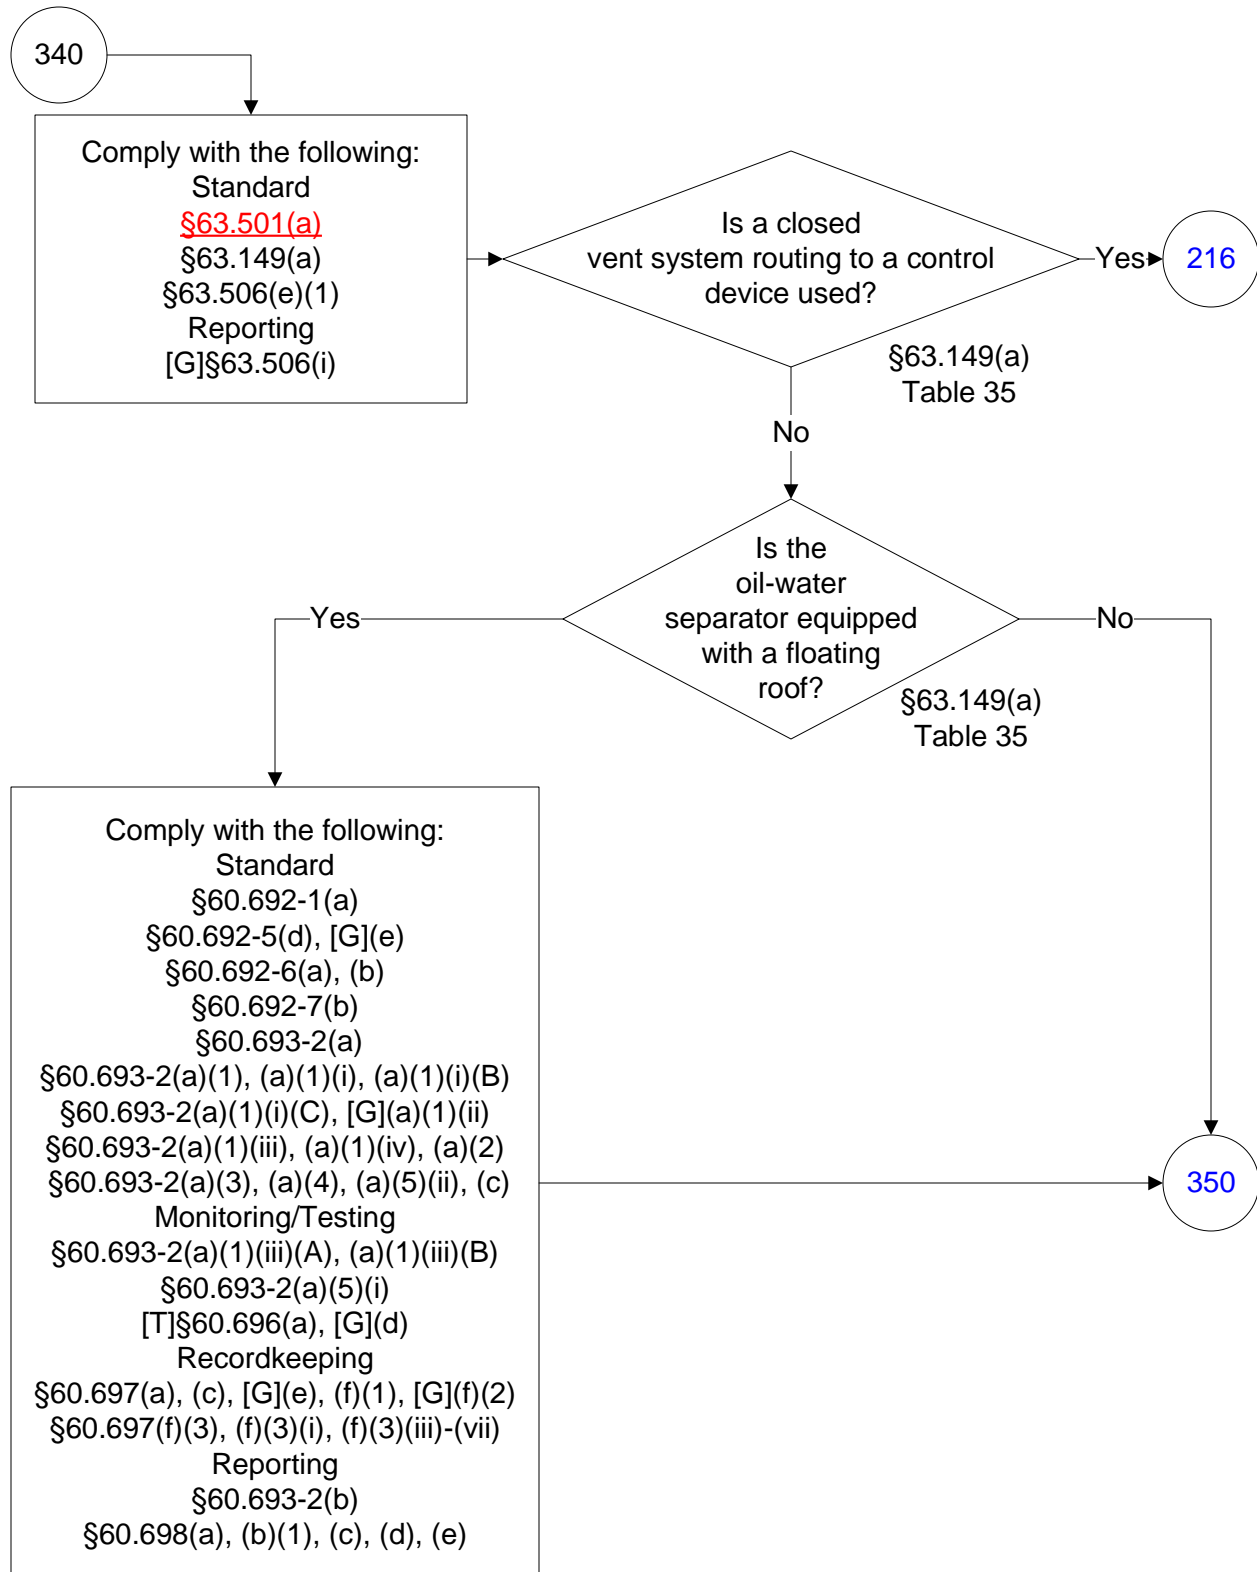 340
Comply with the following:
Standard
§63.501(a)
§63.149(a)
§63.506(e)(1)
Reporting
[G]§63.506(i)
Is a closed
vent system routing to a control
device used?
Yes
216
§63.149(a)
Table 35
No
Is the
oil-water
separator equipped
with a floating
roof?
Yes
No
§63.149(a)
Table 35
Comply with the following:
Standard
§60.692-1(a)
§60.692-5(d), [G](e)
§60.692-6(a), (b)
§60.692-7(b)
§60.693-2(a)
§60.693-2(a)(1), (a)(1)(i), (a)(1)(i)(B)
§60.693-2(a)(1)(i)(C), [G](a)(1)(ii)
§60.693-2(a)(1)(iii), (a)(1)(iv), (a)(2)
§60.693-2(a)(3), (a)(4), (a)(5)(ii), (c)
Monitoring/Testing
§60.693-2(a)(1)(iii)(A), (a)(1)(iii)(B)
§60.693-2(a)(5)(i)
[T]§60.696(a), [G](d)
Recordkeeping
§60.697(a), (c), [G](e), (f)(1), [G](f)(2)
§60.697(f)(3), (f)(3)(i), (f)(3)(iii)-(vii)
Reporting
§60.693-2(b)
§60.698(a), (b)(1), (c), (d), (e)
350